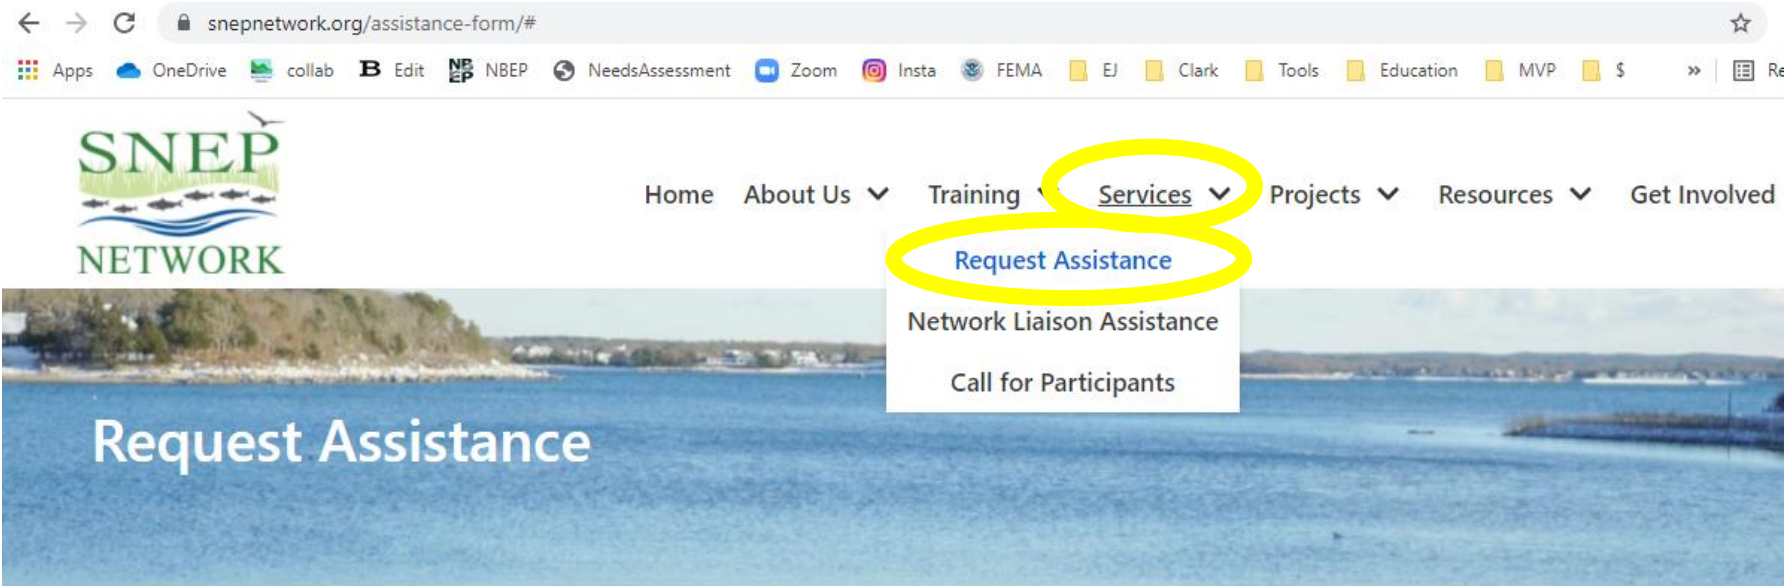 snepnetwork.org/assistance-form/#
Apps OneDrive collab B Edit NB EP NBEP NeedsAssessment Zoom Insta FEMA EJ Clark Tools Education MVP $ »
SNEP
NETWORK
Home About Us Training Services Projects Resources Get Involved
Request Assistance
Network Liaison Assistance
Call for Participants
Request Assistance